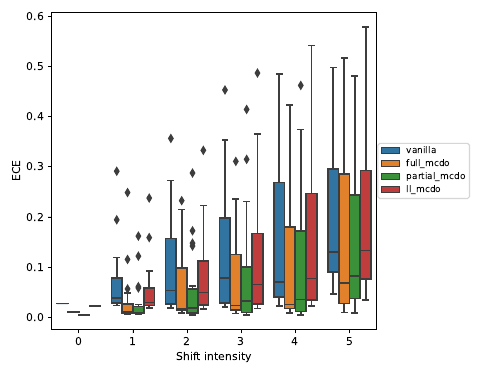 0.6
0.5
0.4
0.3
0.2
0.1
0.0
ECE
0 1 2 3 4 5
Shift intensity
vanilla
full_mcdo
partial_mcdo
ll_mcdo